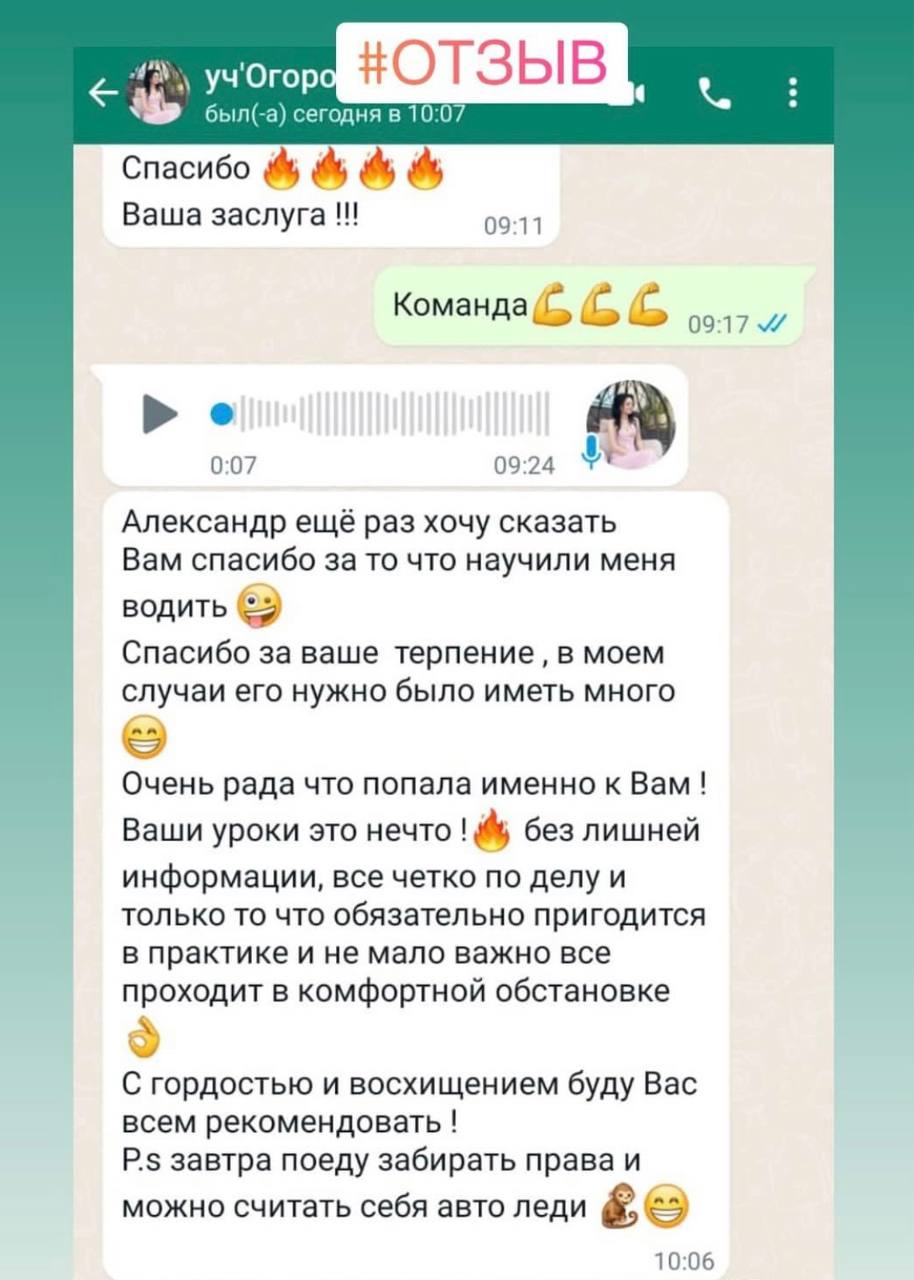 #ОТЗЫВ
уч'Огоро
был(-а) сегодня в 10:07
Спасибо 🔥🔥🔥🔥
Ваша заслуга !!!
09:11
Команда💪💪💪
09:17
0:07
09:24
Александр ещё раз хочу сказать
Вам спасибо за то что научили меня
водить 🤪
Спасибо за ваше  терпение , в моем
случаи его нужно было иметь много
😁
Очень рада что попала именно к Вам !
Ваши уроки это нечто !🔥 без лишней
информации, все четко по делу и
только то что обязательно пригодится
в практике и не мало важно все
проходит в комфортной обстановке
👌
С гордостью и восхищением буду Вас
всем рекомендовать !
P.s завтра поеду забирать права и
можно считать себя авто леди 🐒😁
10:06